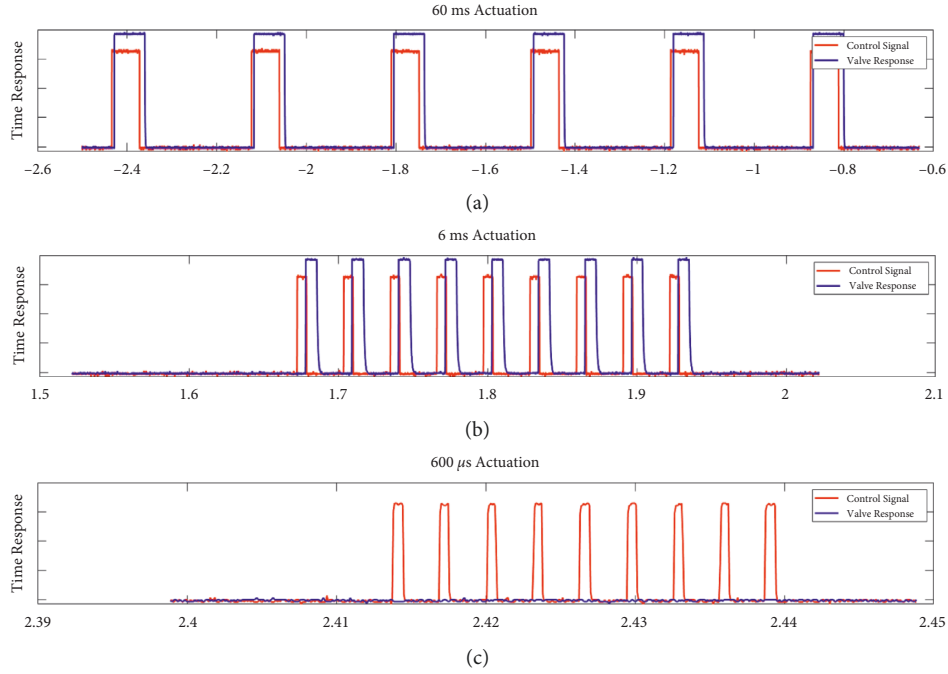 60 ms Actuation
Time Response
Control Signal
Valve Response
–2.6 –2.4 –2.2 –2 –1.8 –1.6 –1.4 –1.2 –1 –0.8 –0.6
(a)
6 ms Actuation
Time Response
Control Signal
Valve Response
1.5 1.6 1.7 1.8 1.9 2 2.1
(b)
600 μs Actuation
Time Response
Control Signal
Valve Response
2.39 2.4 2.41 2.42 2.43 2.44 2.45
(c)